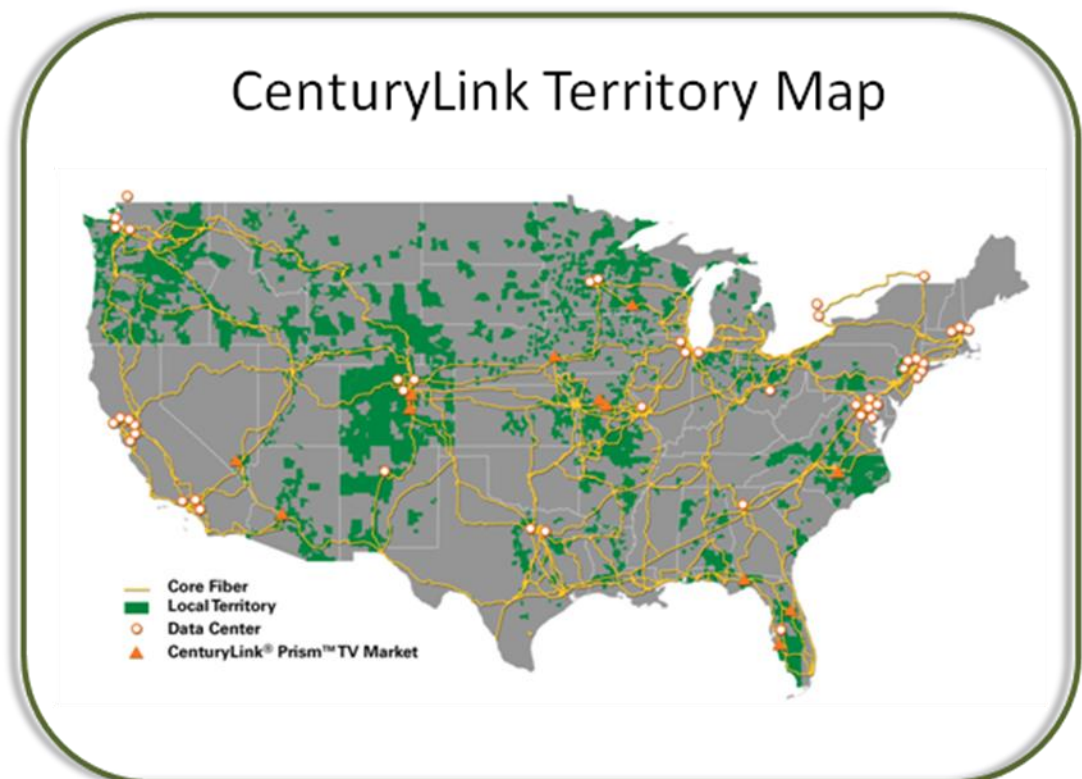 CenturyLink Territory Map
Core Fiber
Local Territory
Data Center
CenturyLink® Prism™ TV Market